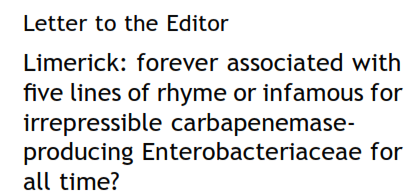 Letter to the Editor
Limerick: forever associated with
five lines of rhyme or infamous for
irrepressible carbapenemase-
producing Enterobacteriaceae for
all time?